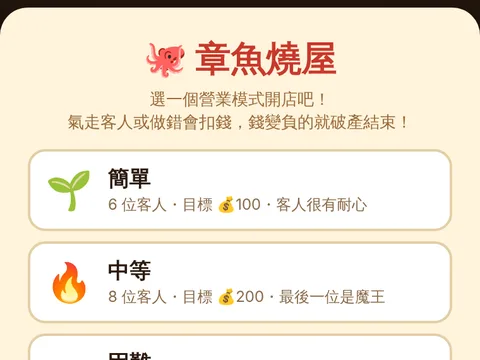 🐙 章魚燒屋
選一個營業模式開店吧！
氣走客人或做錯會扣錢，錢變負的就破產結束！
簡單
6 位客人・目標 💰100・客人很有耐心
中等
8 位客人・目標 💰200・最後一位是魔王